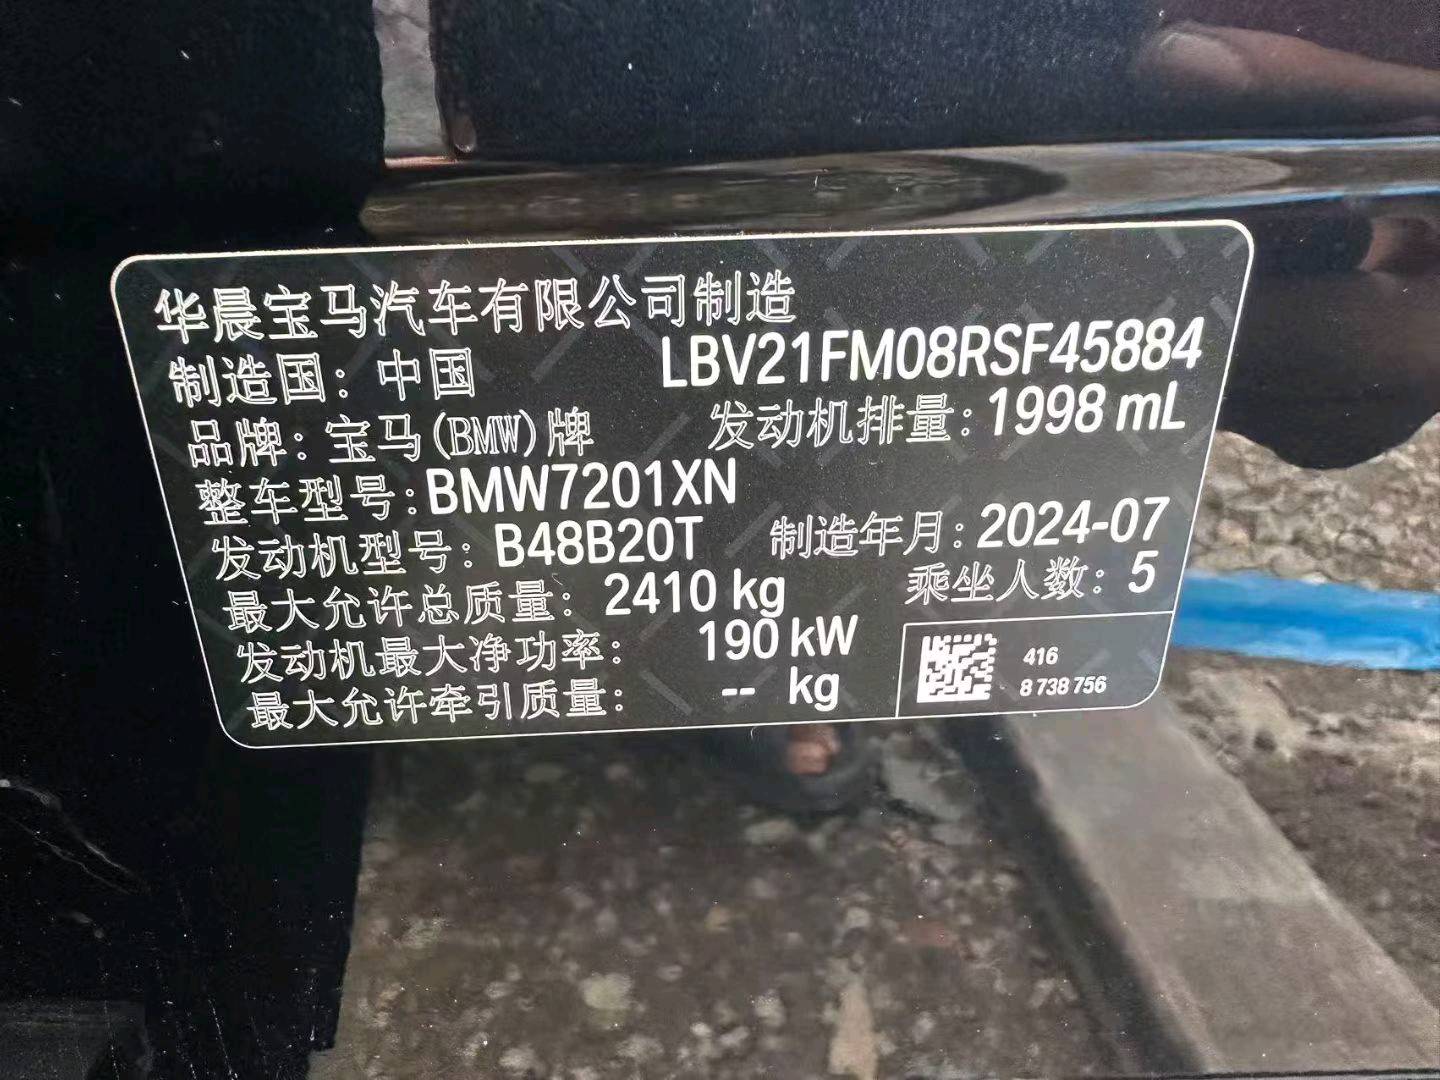 华晨宝马汽车有限公司制造
制造国：中国 LBV21FM08RSF45884
品牌：宝马(BMW)牌 发动机排量：1998 mL
整车型号：BMW7201XN
发动机型号：B48B20T 制造年月：2024-07
最大允许总质量：2410 kg 乘坐人数：5
发动机最大净功率：190 kW
最大允许牵引质量：-- kg
416
8 738 756